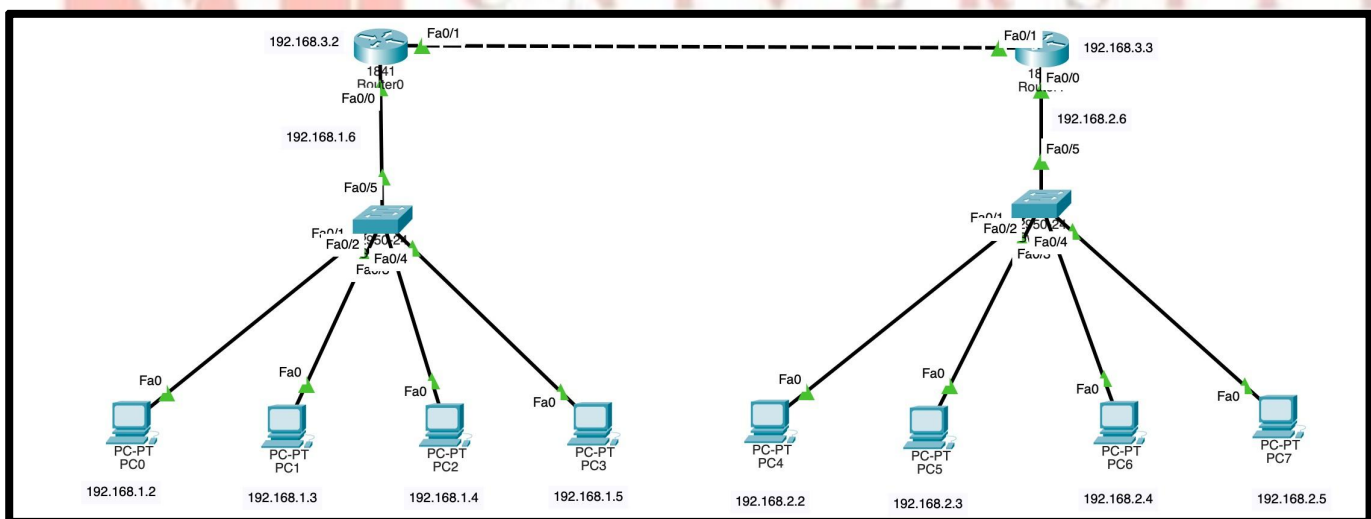 192.168.3.2
Fa0/1
Fa0/1
192.168.3.3
1841
Router0
Fa0/0
Fa0/0
192.168.1.6
192.168.2.6
Fa0/5
Fa0/5
Fa0/2
Fa0/4
Fa0/2
Fa0/4
Fa0
Fa0
Fa0
Fa0
Fa0
Fa0
Fa0
Fa0
PC-PT
PC0
PC-PT
PC1
PC-PT
PC2
PC-PT
PC3
PC-PT
PC4
PC-PT
PC5
PC-PT
PC6
PC-PT
PC7
192.168.1.2
192.168.1.3
192.168.1.4
192.168.1.5
192.168.2.2
192.168.2.3
192.168.2.4
192.168.2.5